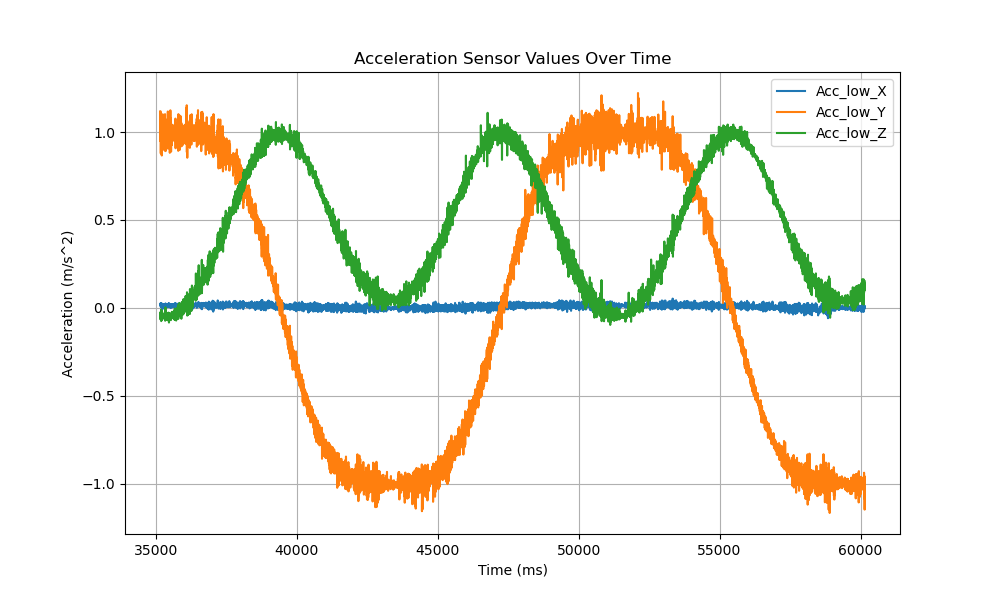 Acceleration Sensor Values Over Time
Acc_low_X
Acc_low_Y
Acc_low_Z
Acceleration (m/s^2)
1.0
0.5
0.0
−0.5
−1.0
35000 40000 45000 50000 55000 60000
Time (ms)